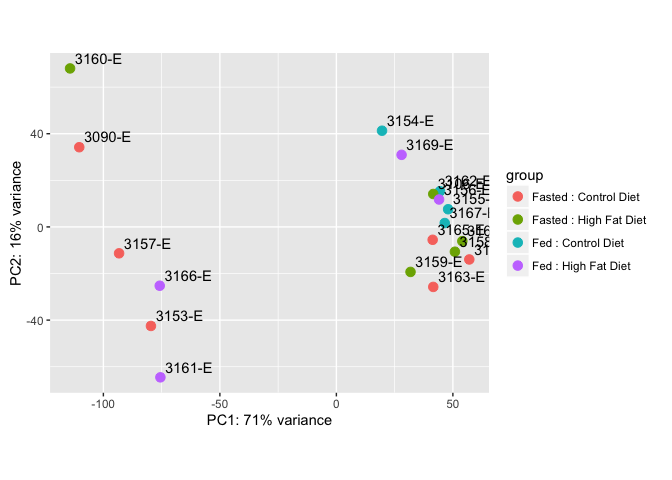 3160-E
3154-E
3090-E
3169-E
3157-E
3166-E
3159-E
3163-E
3153-E
3161-E
40
0
-40
-100
-50
0
50
PC1: 71% variance
PC2: 16% variance
group
Fasted : Control Diet
Fasted : High Fat Diet
Fed : Control Diet
Fed : High Fat Diet